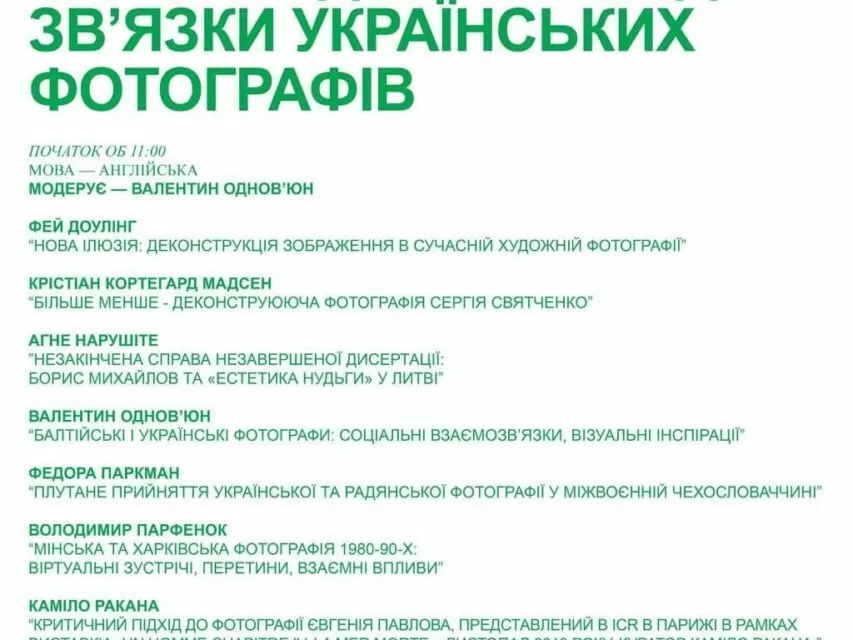 ЗВ’ЯЗКИ УКРАЇНСЬКИХ
ФОТОГРАФІВ
ПОЧАТОК ОБ 11:00
МОВА — АНГЛІЙСЬКА
МОДЕРУЄ — ВАЛЕНТИН ОДНОВ’ЮН
ФЕЙ ДОУЛІНГ
“НОВА ІЛЮЗІЯ: ДЕКОНСТРУКЦІЯ ЗОБРАЖЕННЯ В СУЧАСНІЙ ХУДОЖНІЙ ФОТОГРАФІЇ”
КРІСТІАН КОРТЕГАРД МАДСЕН
“БІЛЬШЕ МЕНШЕ - ДЕКОНСТРУЮЮЧА ФОТОГРАФІЯ СЕРГІЯ СВЯТЧЕНКО”
АГНЕ НАРУШІТЕ
”НЕЗАКІНЧЕНА СПРАВА НЕЗАВЕРШЕНОЇ ДИСЕРТАЦІЇ:
БОРИС МИХАЙЛОВ ТА «ЕСТЕТИКА НУДЬГИ» У ЛИТВІ”
ВАЛЕНТИН ОДНОВ’ЮН
“БАЛТІЙСЬКІ І УКРАЇНСЬКІ ФОТОГРАФИ: СОЦІАЛЬНІ ВЗАЄМОЗВ’ЯЗКИ, ВІЗУАЛЬНІ ІНСПІРАЦІЇ”
ФЕДОРА ПАРКМАН
“ПЛУТАНЕ ПРИЙНЯТТЯ УКРАЇНСЬКОЇ ТА РАДЯНСЬКОЇ ФОТОГРАФІЇ У МІЖВОЄННІЙ ЧЕХОСЛОВАЧЧИНІ”
ВОЛОДИМИР ПАРФЕНОК
“МІНСЬКА ТА ХАРКІВСЬКА ФОТОГРАФІЯ 1980-90-Х:
ВІРТУАЛЬНІ ЗУСТРІЧІ, ПЕРЕТИНИ, ВЗАЄМНІ ВПЛИВИ”
КАМІЛО РАКАНА
“КРИТИЧНИЙ ПІДХІД ДО ФОТОГРАФІЇ ЄВГЕНІЯ ПАВЛОВА, ПРЕДСТАВЛЕНИЙ В ICR В ПАРИЖІ В РАМКАХ